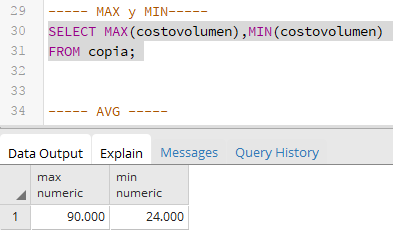 29 ----- MAX y MIN-----
30 SELECT MAX(costovolumen),MIN(costovolumen)
31 FROM copia;
32
33
34 ----- AVG -----
Data Output Explain Messages Query History
max min
numeric numeric
1 90.000 24.000